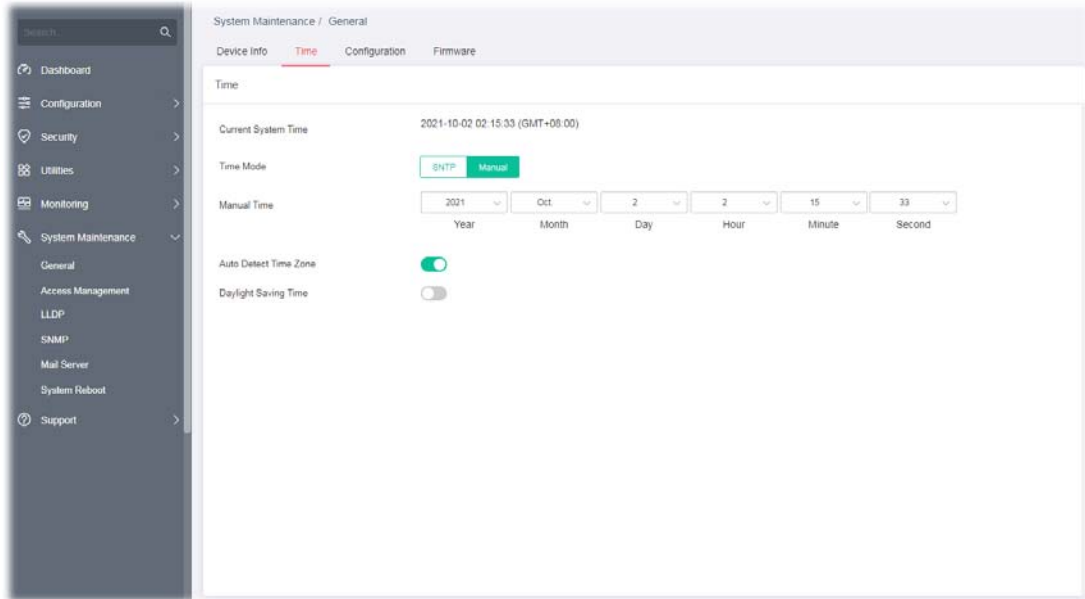 Search
System Maintenance / General
Device Info Time Configuration Firmware
Dashboard
Configuration
Security
Utilities
Monitoring
System Maintenance
General
Access Management
LLDP
SNMP
Mail Server
System Reboot
Support
Time
Current System Time 2021-10-02 02:15:33 (GMT+08:00)
Time Mode SNTP Manual
Manual Time 2021 Oct. 2 2 15 33
Year Month Day Hour Minute Second
Auto Detect Time Zone
Daylight Saving Time